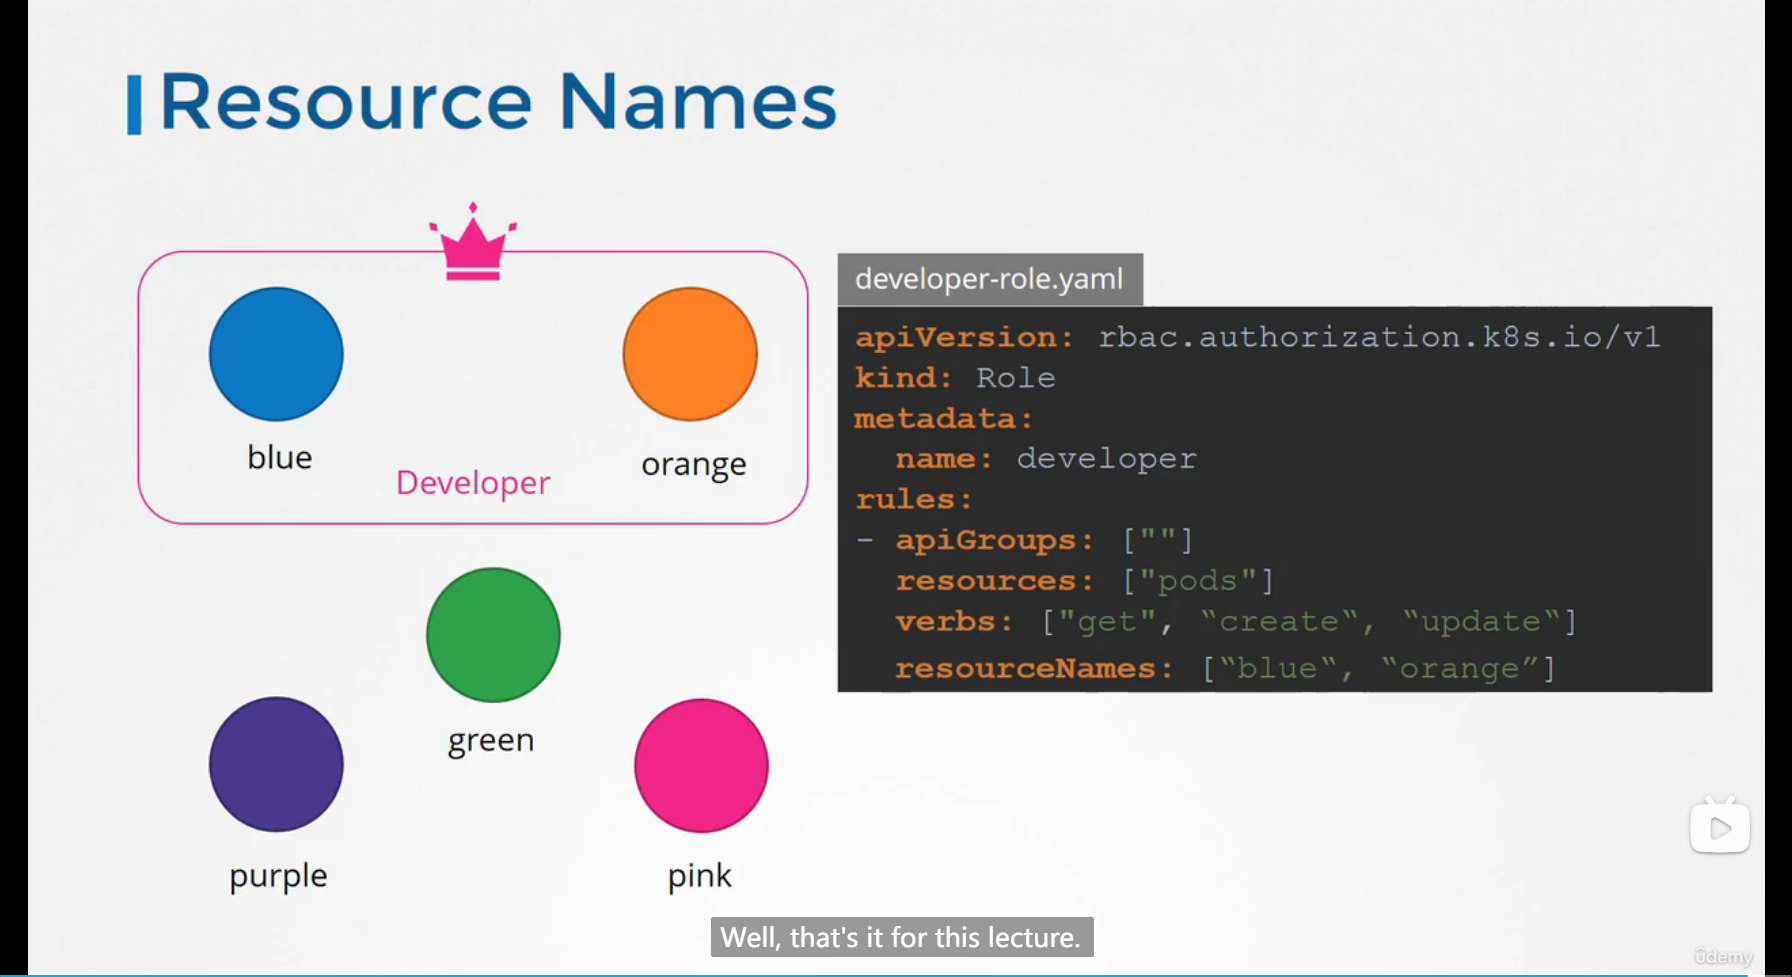 Resource Names
blue
orange
Developer
green
purple
pink
developer-role.yaml
apiVersion: rbac.authorization.k8s.io/v1
kind: Role
metadata:
  name: developer
rules:
- apiGroups: [""]
  resources: ["pods"]
  verbs: ["get", “create“, “update“]
  resourceNames: [“blue“, “orange”]
Well, that's it for this lecture.
ûdemy